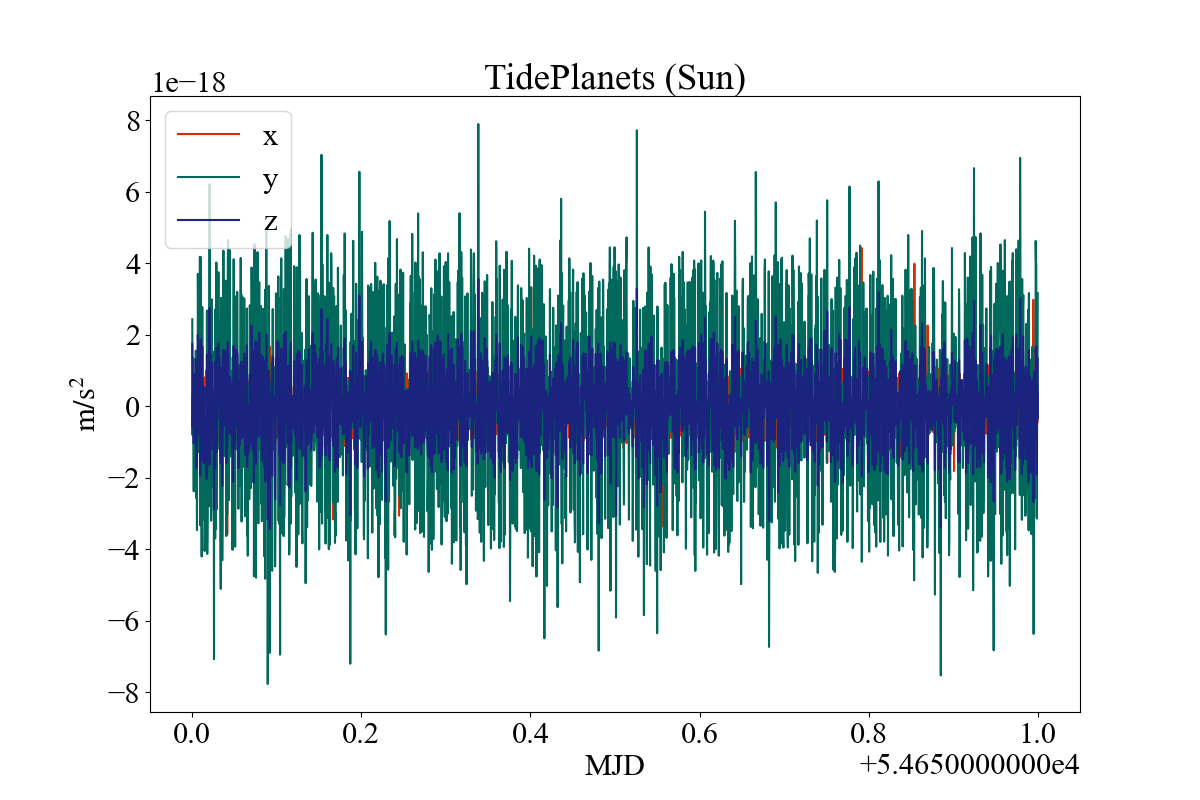 TidePlanets (Sun)
1e−18
x
y
z
8
6
4
2
0
−2
−4
−6
−8
m/s²
0.0 0.2 0.4 0.6 0.8 1.0
MJD
+5.4650000000e4